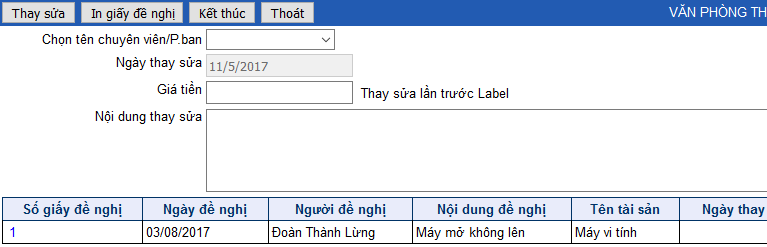 Thay sửa In giấy đề nghị Kết thúc Thoát VĂN PHÒNG TH
Chọn tên chuyên viên/P.ban
Ngày thay sửa 11/5/2017
Giá tiền Thay sửa lần trước Label
Nội dung thay sửa
Số giấy đề nghị Ngày đề nghị Người đề nghị Nội dung đề nghị Tên tài sản Ngày thay
1 03/08/2017 Đoàn Thành Lừng Máy mở không lên Máy vi tính